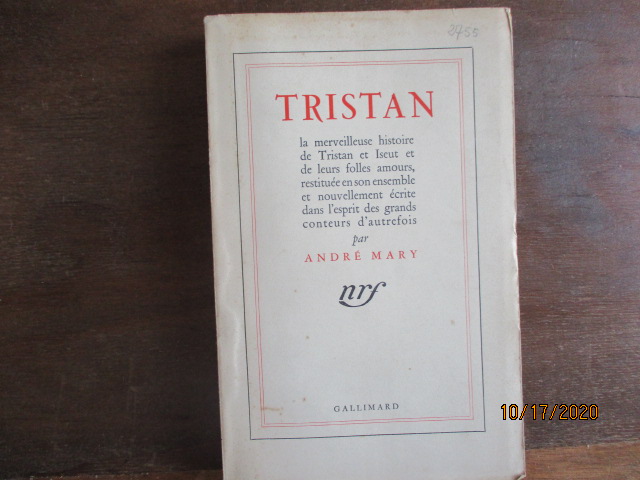 2755
TRISTAN
la merveilleuse histoire
de Tristan et Iseut et
de leurs folles amours,
restituée en son ensemble
et nouvellement écrite
dans l'esprit des grands
conteurs d'autrefois
par
ANDRÉ MARY
nrf
GALLIMARD
10/17/2020